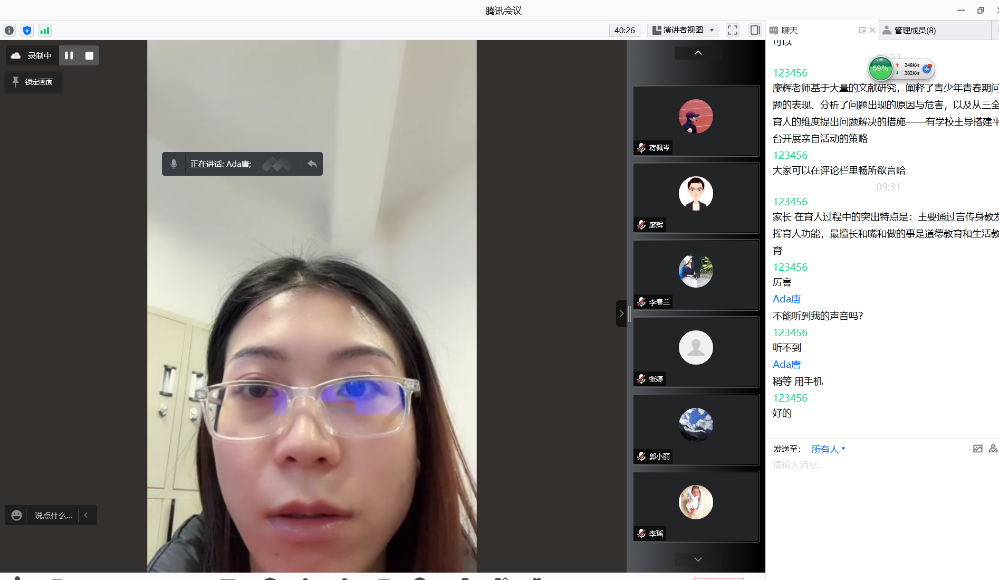 腾讯会议
40:26
演讲者视图
聊天
管理成员(8)
录制中
锁定画面
正在讲话: Ada唐;
说点什么...
蒋佩岑
廖辉
李春兰
张婷
郭小丽
李瑶
可以
59%
248K/s
202K/s
123456
廖辉老师基于大量的文献研究，阐释了青少年青春期问
题的表现、分析了问题出现的原因与危害，以及从三全
育人的维度提出问题解决的措施——有学校主导搭建平
台开展亲自活动的策略
123456
大家可以在评论栏里畅所欲言哈
09:31
123456
家长 在育人过程中的突出特点是：主要通过言传身教发
挥育人功能，最擅长和嘴和做的事是道德教育和生活教
育
123456
厉害
Ada唐
不能听到我的声音吗？
123456
听不到
Ada唐
稍等 用手机
123456
好的
发送至：
所有人
请输入消息...